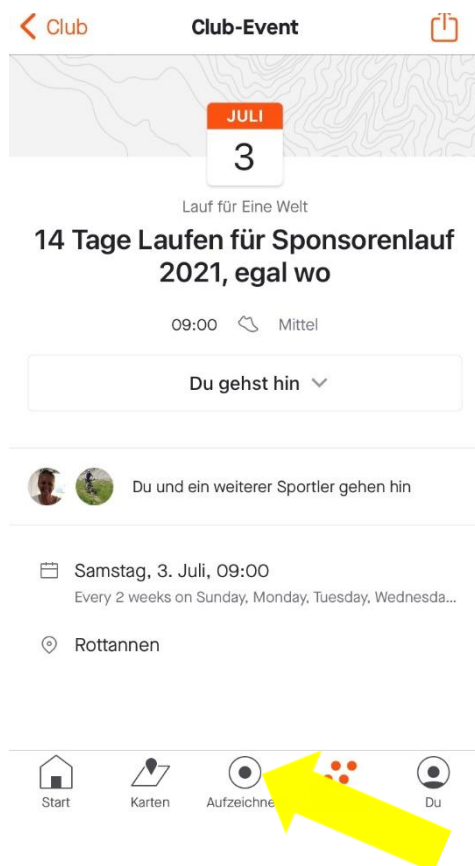 Club
Club-Event
JULI
3
Lauf für Eine Welt
14 Tage Laufen für Sponsorenlauf
2021, egal wo
09:00 Mittel
Du gehst hin
Du und ein weiterer Sportler gehen hin
Samstag, 3. Juli, 09:00
Every 2 weeks on Sunday, Monday, Tuesday, Wednesda...
Rottannen
Start Karten Aufzeichne Du